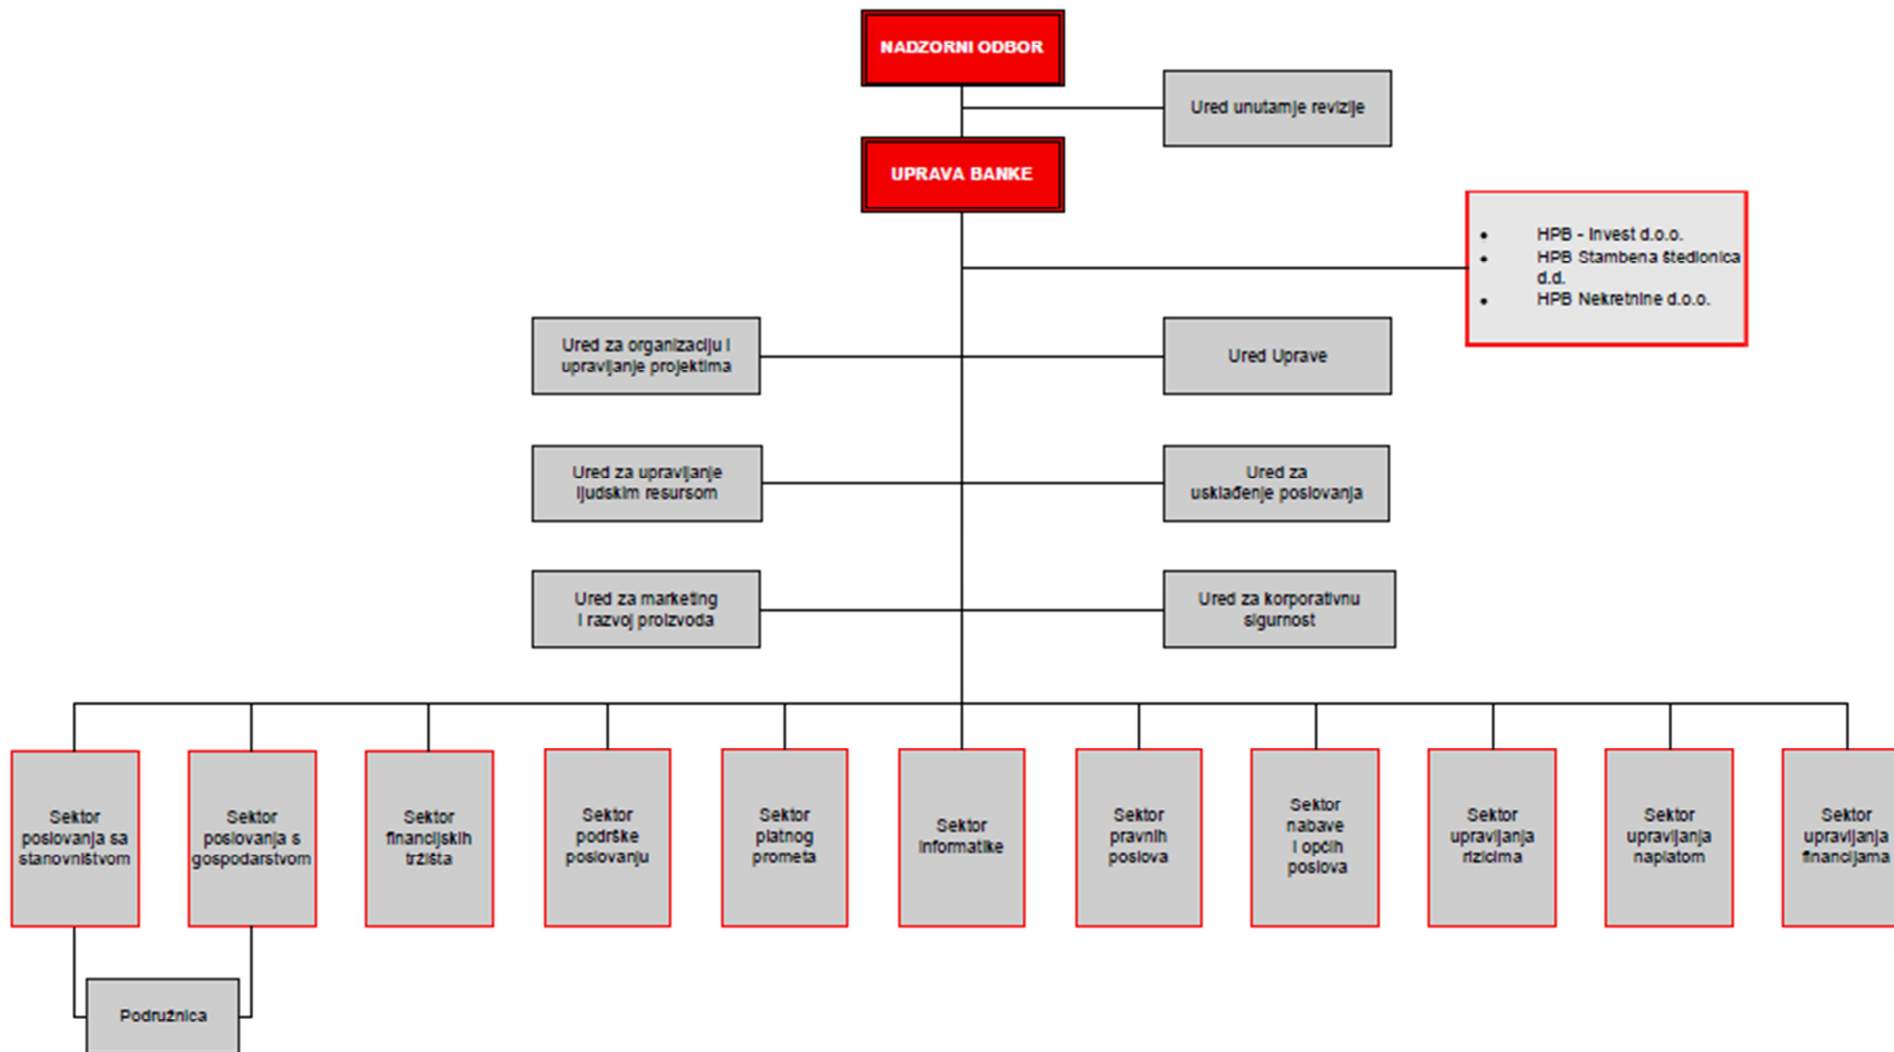 NADZORNI ODBOR
Ured unutarnje revizije
UPRAVA BANKE
• HPB - Invest d.o.o.
• HPB Stambena štedionica
d.d.
• HPB Nekretnine d.o.o.
Ured za organizaciju i
upravljanje projektima
Ured Uprave
Ured za upravljanje
ljudskim resursom
Ured za
usklađenje poslovanja
Ured za marketing
i razvoj proizvoda
Ured za korporativnu
sigurnost
Sektor
poslovanja sa
stanovništvom
Sektor
poslovanja s
gospodarstvom
Sektor
financijskih
tržišta
Sektor
podrške
poslovanju
Sektor
platnog
prometa
Sektor
informatike
Sektor
pravnih
poslova
Sektor
nabave
i općih
poslova
Sektor
upravljanja
rizicima
Sektor
upravljanja
naplatom
Sektor
upravljanja
financijama
Podružnica